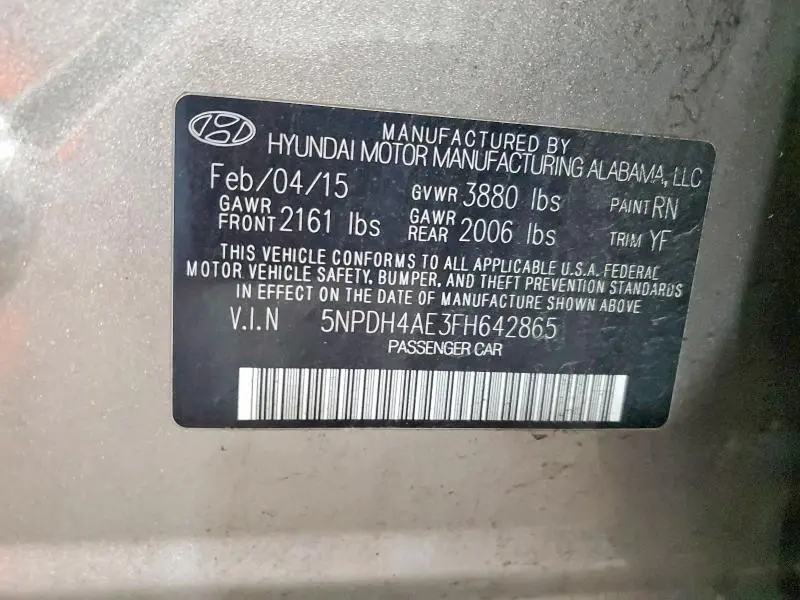 MANUFACTURED BY
HYUNDAI MOTOR MANUFACTURING ALABAMA, LLC
Feb/04/15 GVWR 3880 lbs PAINT RN
GAWR FRONT 2161 lbs GAWR REAR 2006 lbs TRIM YF
THIS VEHICLE CONFORMS TO ALL APPLICABLE U.S.A. FEDERAL
MOTOR VEHICLE SAFETY, BUMPER, AND THEFT PREVENTION STANDARDS
IN EFFECT ON THE DATE OF MANUFACTURE SHOWN ABOVE
V.I.N 5NPDH4AE3FH642865
PASSENGER CAR